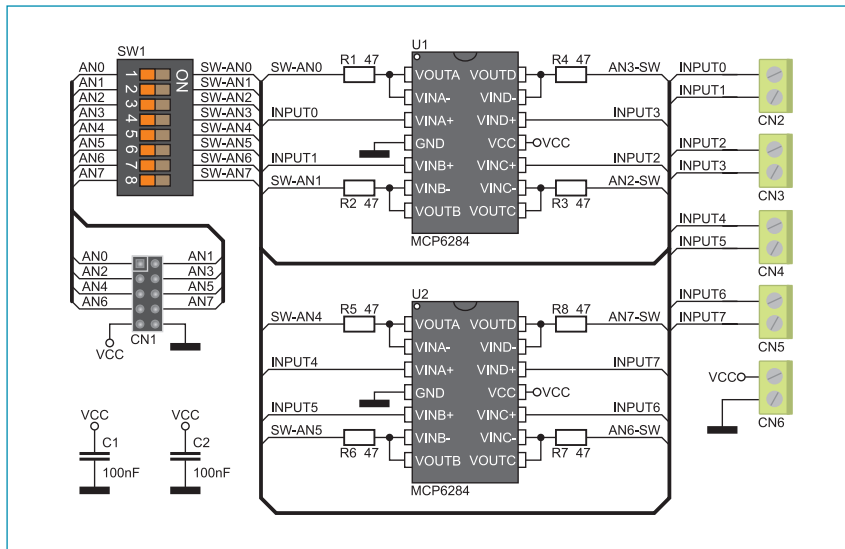 SW1
AN0 1 ON SW-AN0
AN1 2 SW-AN1
AN2 3 SW-AN2
AN3 4 SW-AN3
AN4 5 SW-AN4
AN5 6 SW-AN5
AN6 7 SW-AN6
AN7 8 SW-AN7
AN0 AN1
AN2 AN3
AN4 AN5
AN6 AN7
VCC
CN1
VCC
C1
100nF
VCC
C2
100nF
U1
SW-AN0 R1 47 VOUTA VOUTD R4 47 AN3-SW
VINA- VIND-
INPUT0 VINA+ VIND+ INPUT3
GND VCC VCC
INPUT1 VINB+ VINC+ INPUT2
SW-AN1 R2 47 VINB- VINC- R3 47 AN2-SW
VOUTB VOUTC
MCP6284
U2
SW-AN4 R5 47 VOUTA VOUTD R8 47 AN7-SW
VINA- VIND-
INPUT4 VINA+ VIND+ INPUT7
GND VCC VCC
INPUT5 VINB+ VINC+ INPUT6
SW-AN5 R6 47 VINB- VINC- R7 47 AN6-SW
VOUTB VOUTC
MCP6284
INPUT0
INPUT1
CN2
INPUT2
INPUT3
CN3
INPUT4
INPUT5
CN4
INPUT6
INPUT7
CN5
VCC
CN6